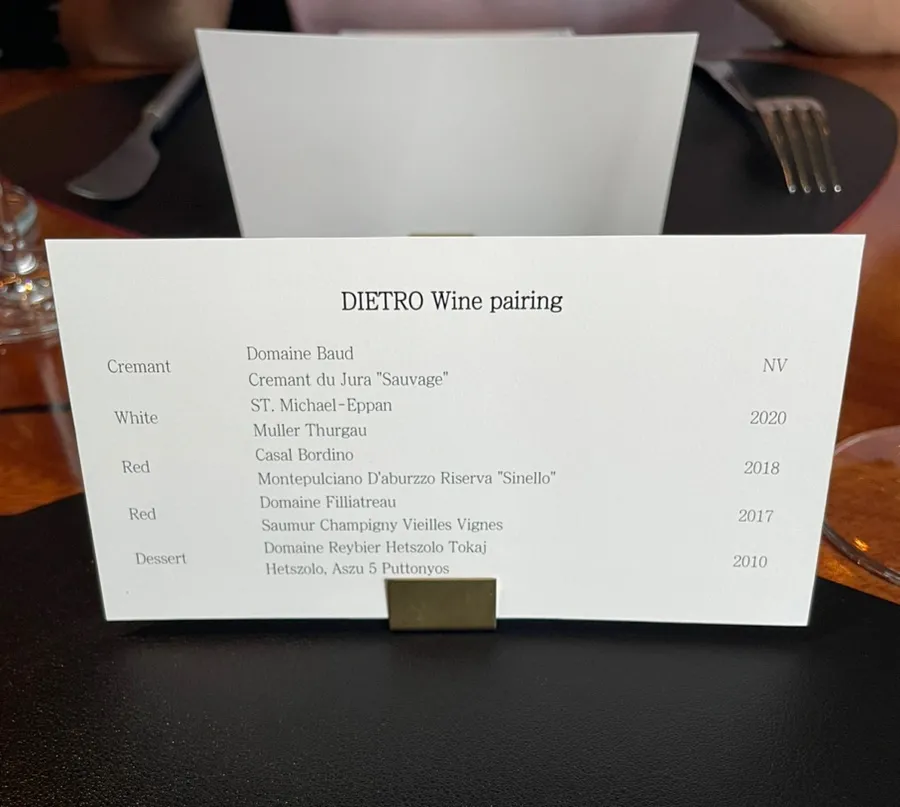 DIETRO Wine pairing
Cremant
Domaine Baud
Cremant du Jura "Sauvage"
NV
White
ST. Michael-Eppan
Muller Thurgau
2020
Red
Casal Bordino
Montepulciano D'aburzzo Riserva "Sinello"
2018
Red
Domaine Filliatreau
Saumur Champigny Vieilles Vignes
2017
Dessert
Domaine Reybier Hetszolo Tokaj
Hetszolo, Aszu 5 Puttonyos
2010